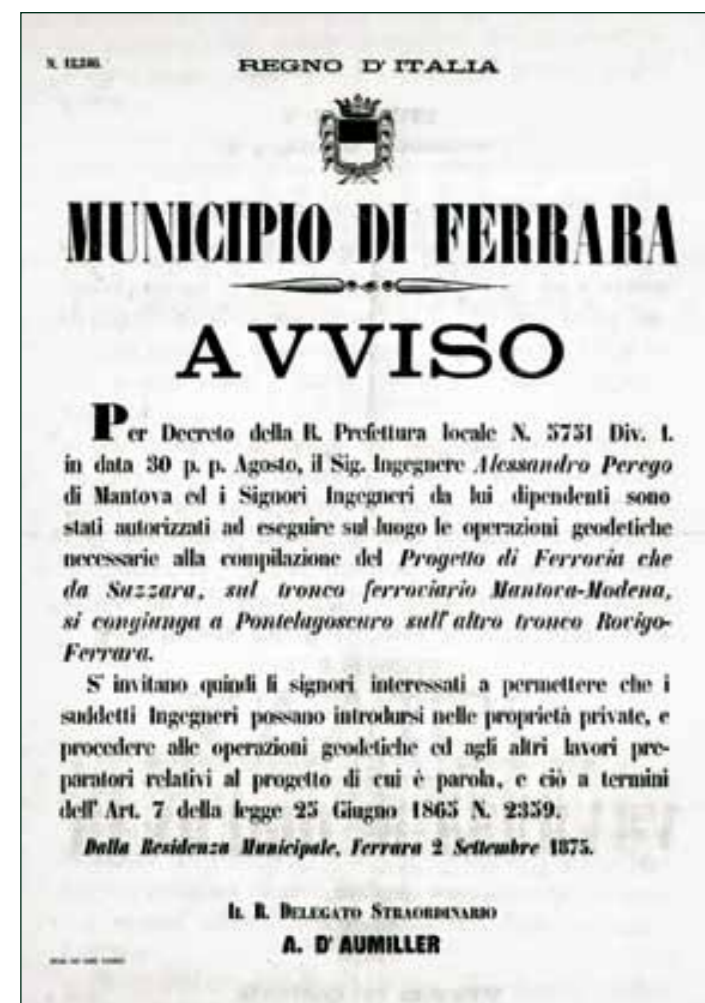 REGNO D'ITALIA
MUNICIPIO DI FERRARA
AVVISO
Per Decreto della R. Prefettura locale N. 5751 Div. 1.
in data 30 p. p. Agosto, il Sig. Ingegnere Alessandro Perego
di Mantova ed i Signori Ingegneri da lui dipendenti sono
stati autorizzati ad eseguire sul luogo le operazioni geodetiche
necessarie alla compilazione del Progetto di Ferrovia che
da Suzzara, sul tronco ferroviario Mantova-Modena,
si congiunga a Pontelagoscuro sull'altro tronco Rovigo-
Ferrara.
S'invitano quindi li signori interessati a permettere che i
suddetti Ingegneri possano introdursi nelle proprietà private, e
procedere alle operazioni geodetiche ed agli altri lavori pre-
paratori relativi al progetto di cui è parola, e ciò a termini
dell'Art. 7 della legge 25 Giugno 1865 N. 2359.
Dalla Residenza Municipale, Ferrara 2 Settembre 1875.
IL R. DELEGATO STRAORDINARIO
A. D'AUMILLER